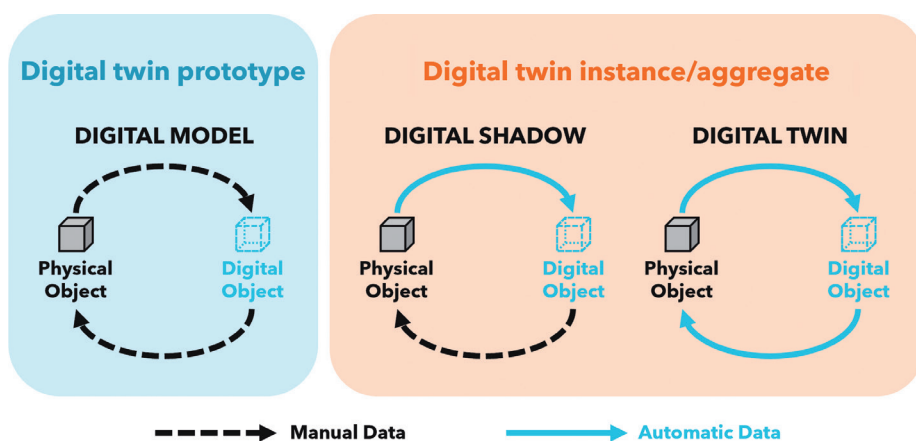 Digital twin prototype
Digital twin instance/aggregate
DIGITAL MODEL
DIGITAL SHADOW
DIGITAL TWIN
Physical
Object
Digital
Object
Physical
Object
Digital
Object
Physical
Object
Digital
Object
Manual Data
Automatic Data